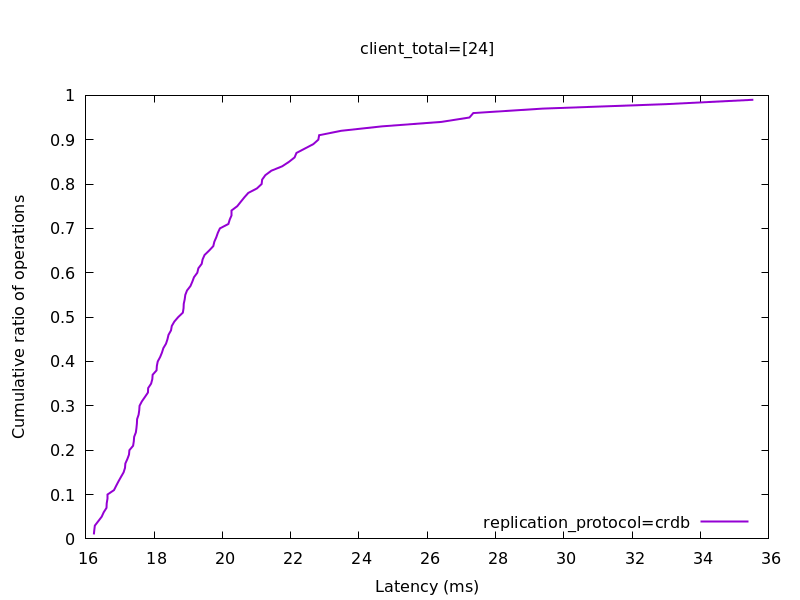 client_total=[24]
1
0.9
0.8
0.7
0.6
0.5
0.4
0.3
0.2
0.1
0
Cumulative ratio of operations
replication_protocol=crdb
16 18 20 22 24 26 28 30 32 34 36
Latency (ms)